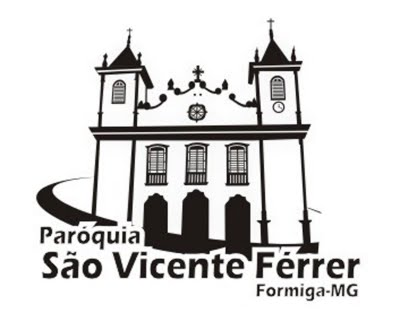 Paróquia
São Vicente Férrer
Formiga-MG